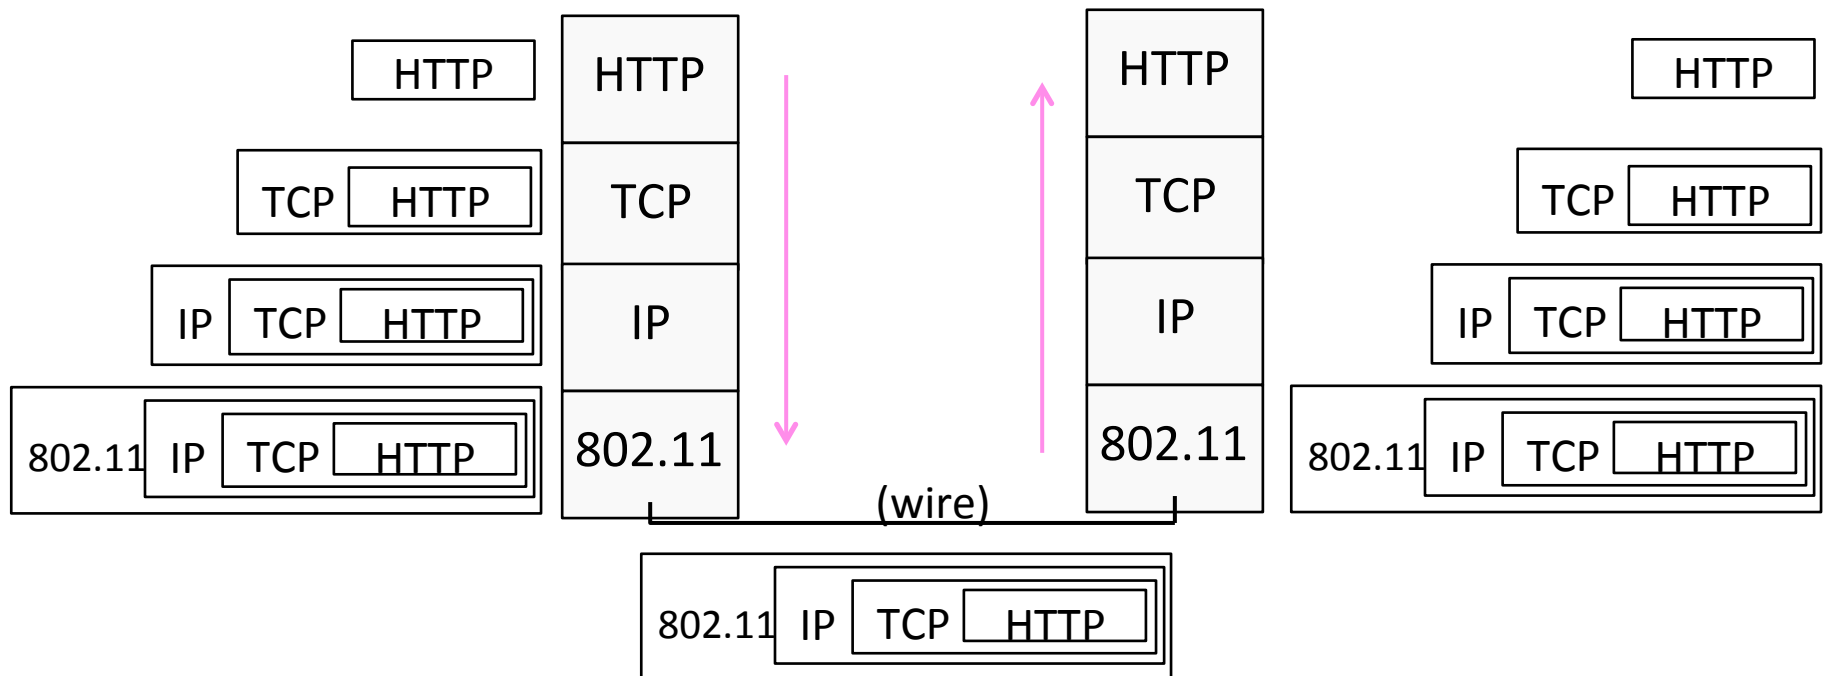 HTTP HTTP HTTP HTTP
TCP HTTP TCP TCP TCP HTTP
IP TCP HTTP IP IP IP TCP HTTP
802.11 IP TCP HTTP 802.11 802.11 802.11 IP TCP HTTP
(wire)
802.11 IP TCP HTTP